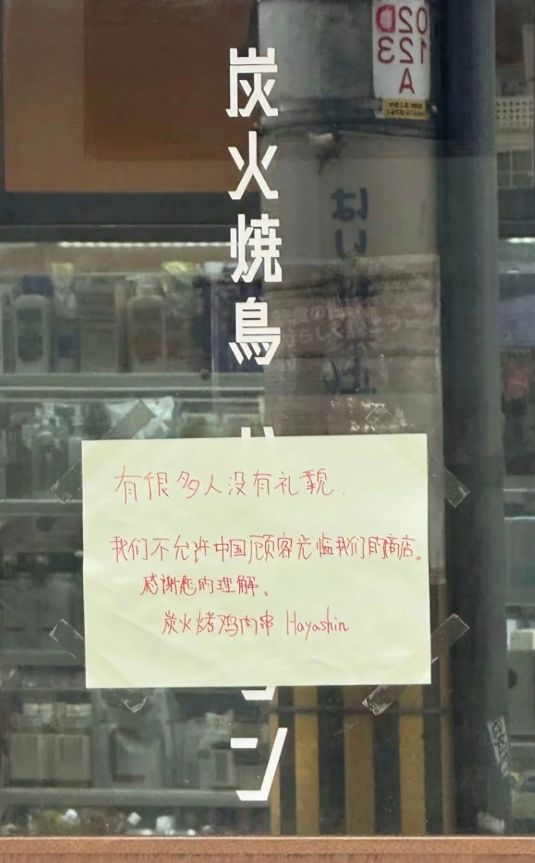 炭火焼鳥
ン
有很多人没有礼貌.
我们不允许中国顾客光临我们的商店。
感谢您的理解、
炭火烤鸡肉串 Hayashin
02D
123
A